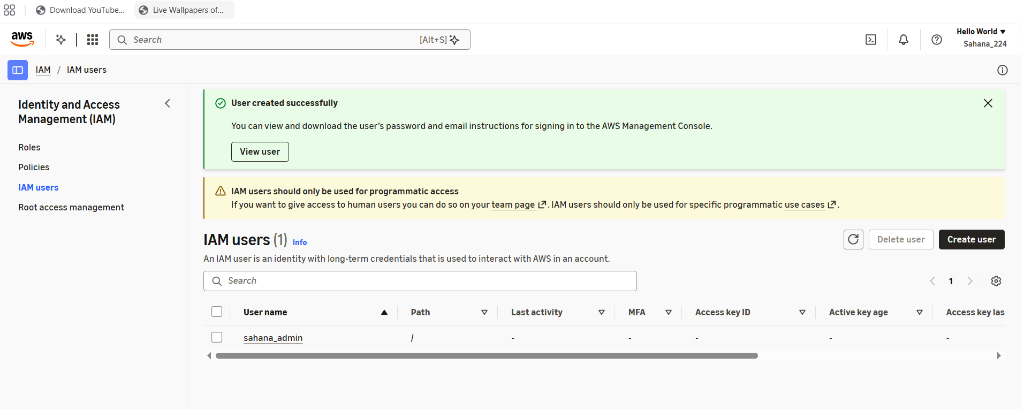 Download YouTube...
Live Wallpapers of...
aws
Search
[Alt+S]
Hello World
Sahana_224
IAM / IAM users
Identity and Access
Management (IAM)
Roles
Policies
IAM users
Root access management
User created successfully
You can view and download the user's password and email instructions for signing in to the AWS Management Console.
View user
IAM users should only be used for programmatic access
If you want to give access to human users you can do so on your team page. IAM users should only be used for specific programmatic use cases.
IAM users (1) Info
Delete user
Create user
An IAM user is an identity with long-term credentials that is used to interact with AWS in an account.
Search
1
User name Path Last activity MFA Access key ID Active key age Access key las
sahana_admin / - - - - -